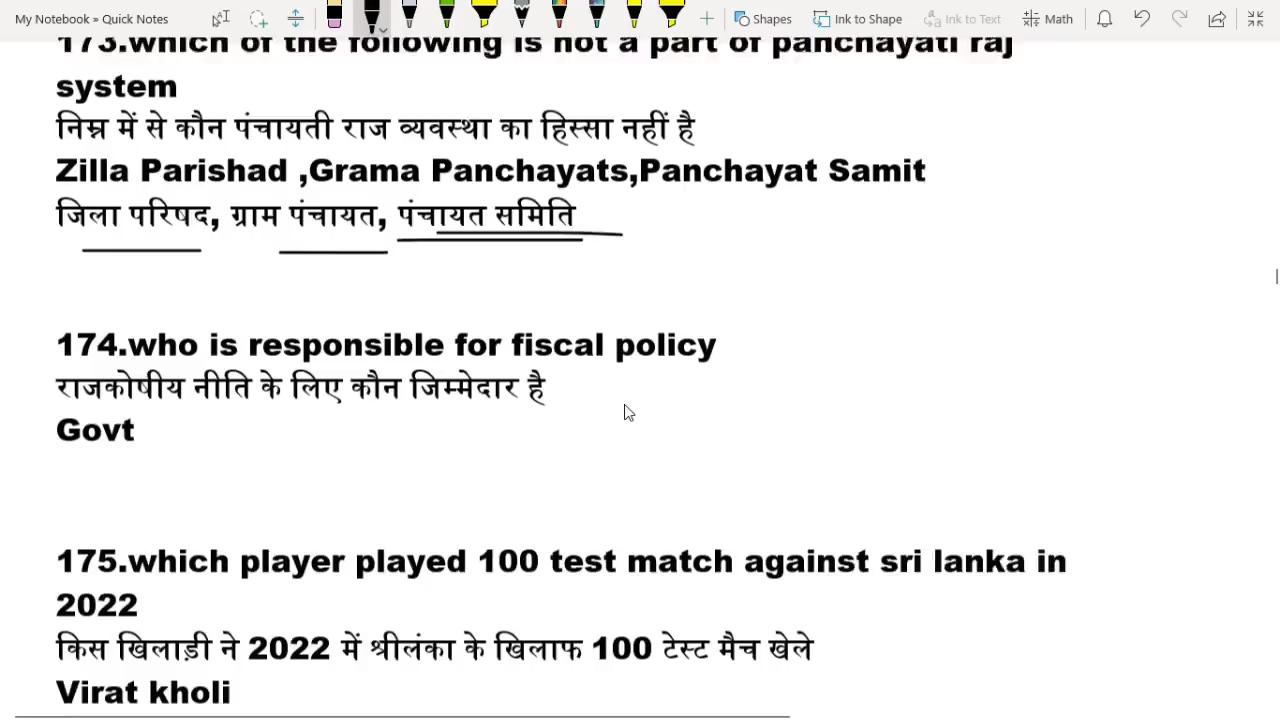 My Notebook » Quick Notes
Shapes
Ink to Shape
Ink to Text
Math
173.which of the following is not a part of panchayati raj
system
निम्न में से कौन पंचायती राज व्यवस्था का हिस्सा नहीं है
Zilla Parishad ,Grama Panchayats,Panchayat Samit
जिला परिषद, ग्राम पंचायत, पंचायत समिति
174.who is responsible for fiscal policy
राजकोषीय नीति के लिए कौन जिम्मेदार है
Govt
175.which player played 100 test match against sri lanka in
2022
किस खिलाड़ी ने 2022 में श्रीलंका के खिलाफ 100 टेस्ट मैच खेले
Virat kholi